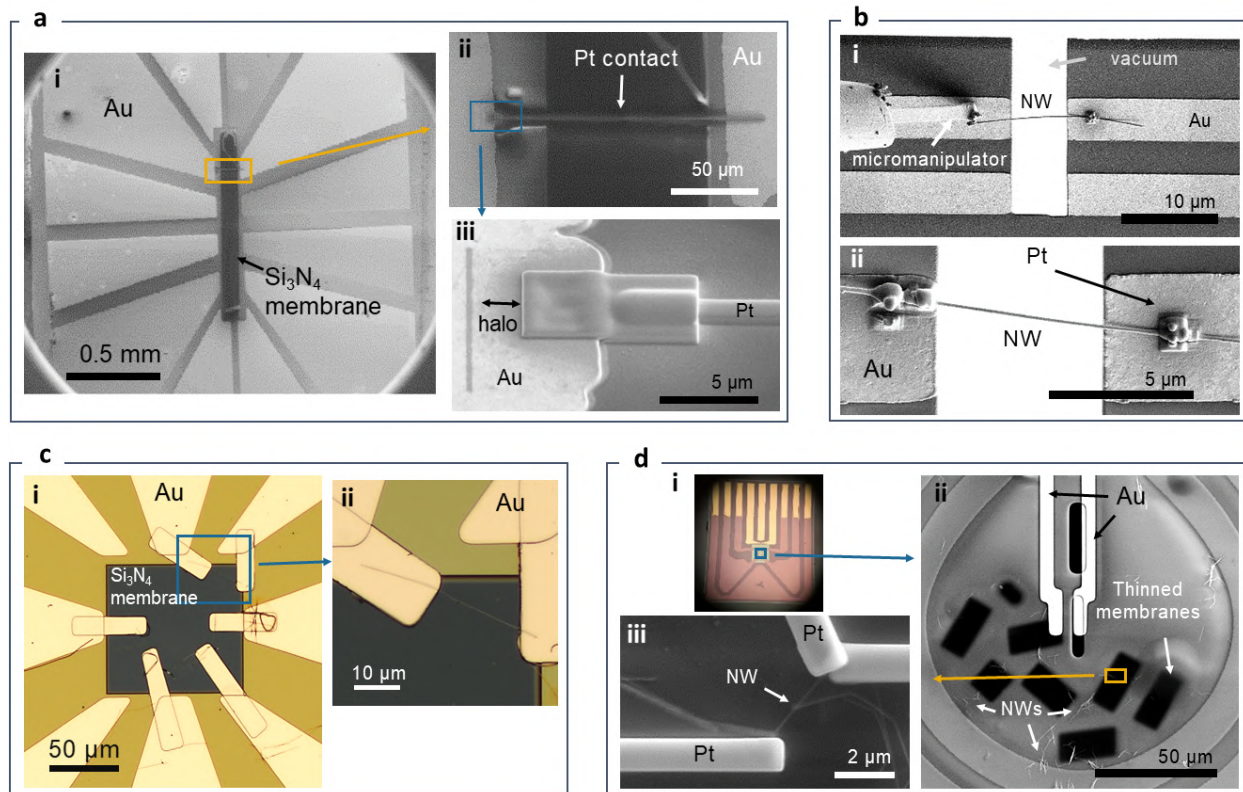 a
i
Au
Si₃N₄
membrane
0.5 mm
ii
Pt contact
Au
50 µm
iii
halo
Au
Pt
5 µm
b
i
vacuum
NW
Au
micromanipulator
10 µm
ii
Pt
NW
Au
5 µm
c
i
Au
Si₃N₄
membrane
50 µm
ii
Au
10 µm
d
i
ii
Au
Thinned
membranes
NWs
50 µm
iii
Pt
NW
Pt
2 µm